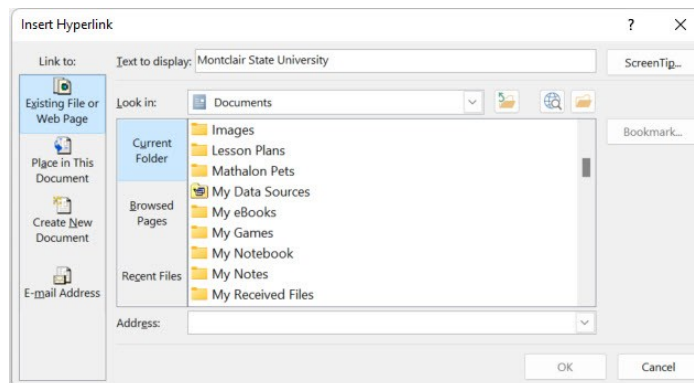 Insert Hyperlink
? X
Link to:
Text to display: Montclair State University
ScreenTip...
Existing File or
Web Page
Look in: Documents
Bookmark...
Current
Folder
Images
Lesson Plans
Mathalon Pets
My Data Sources
My eBooks
My Games
My Notebook
My Notes
My Received Files
Place in This
Document
Browsed
Pages
Create New
Document
Recent Files
E-mail Address
Address:
OK Cancel